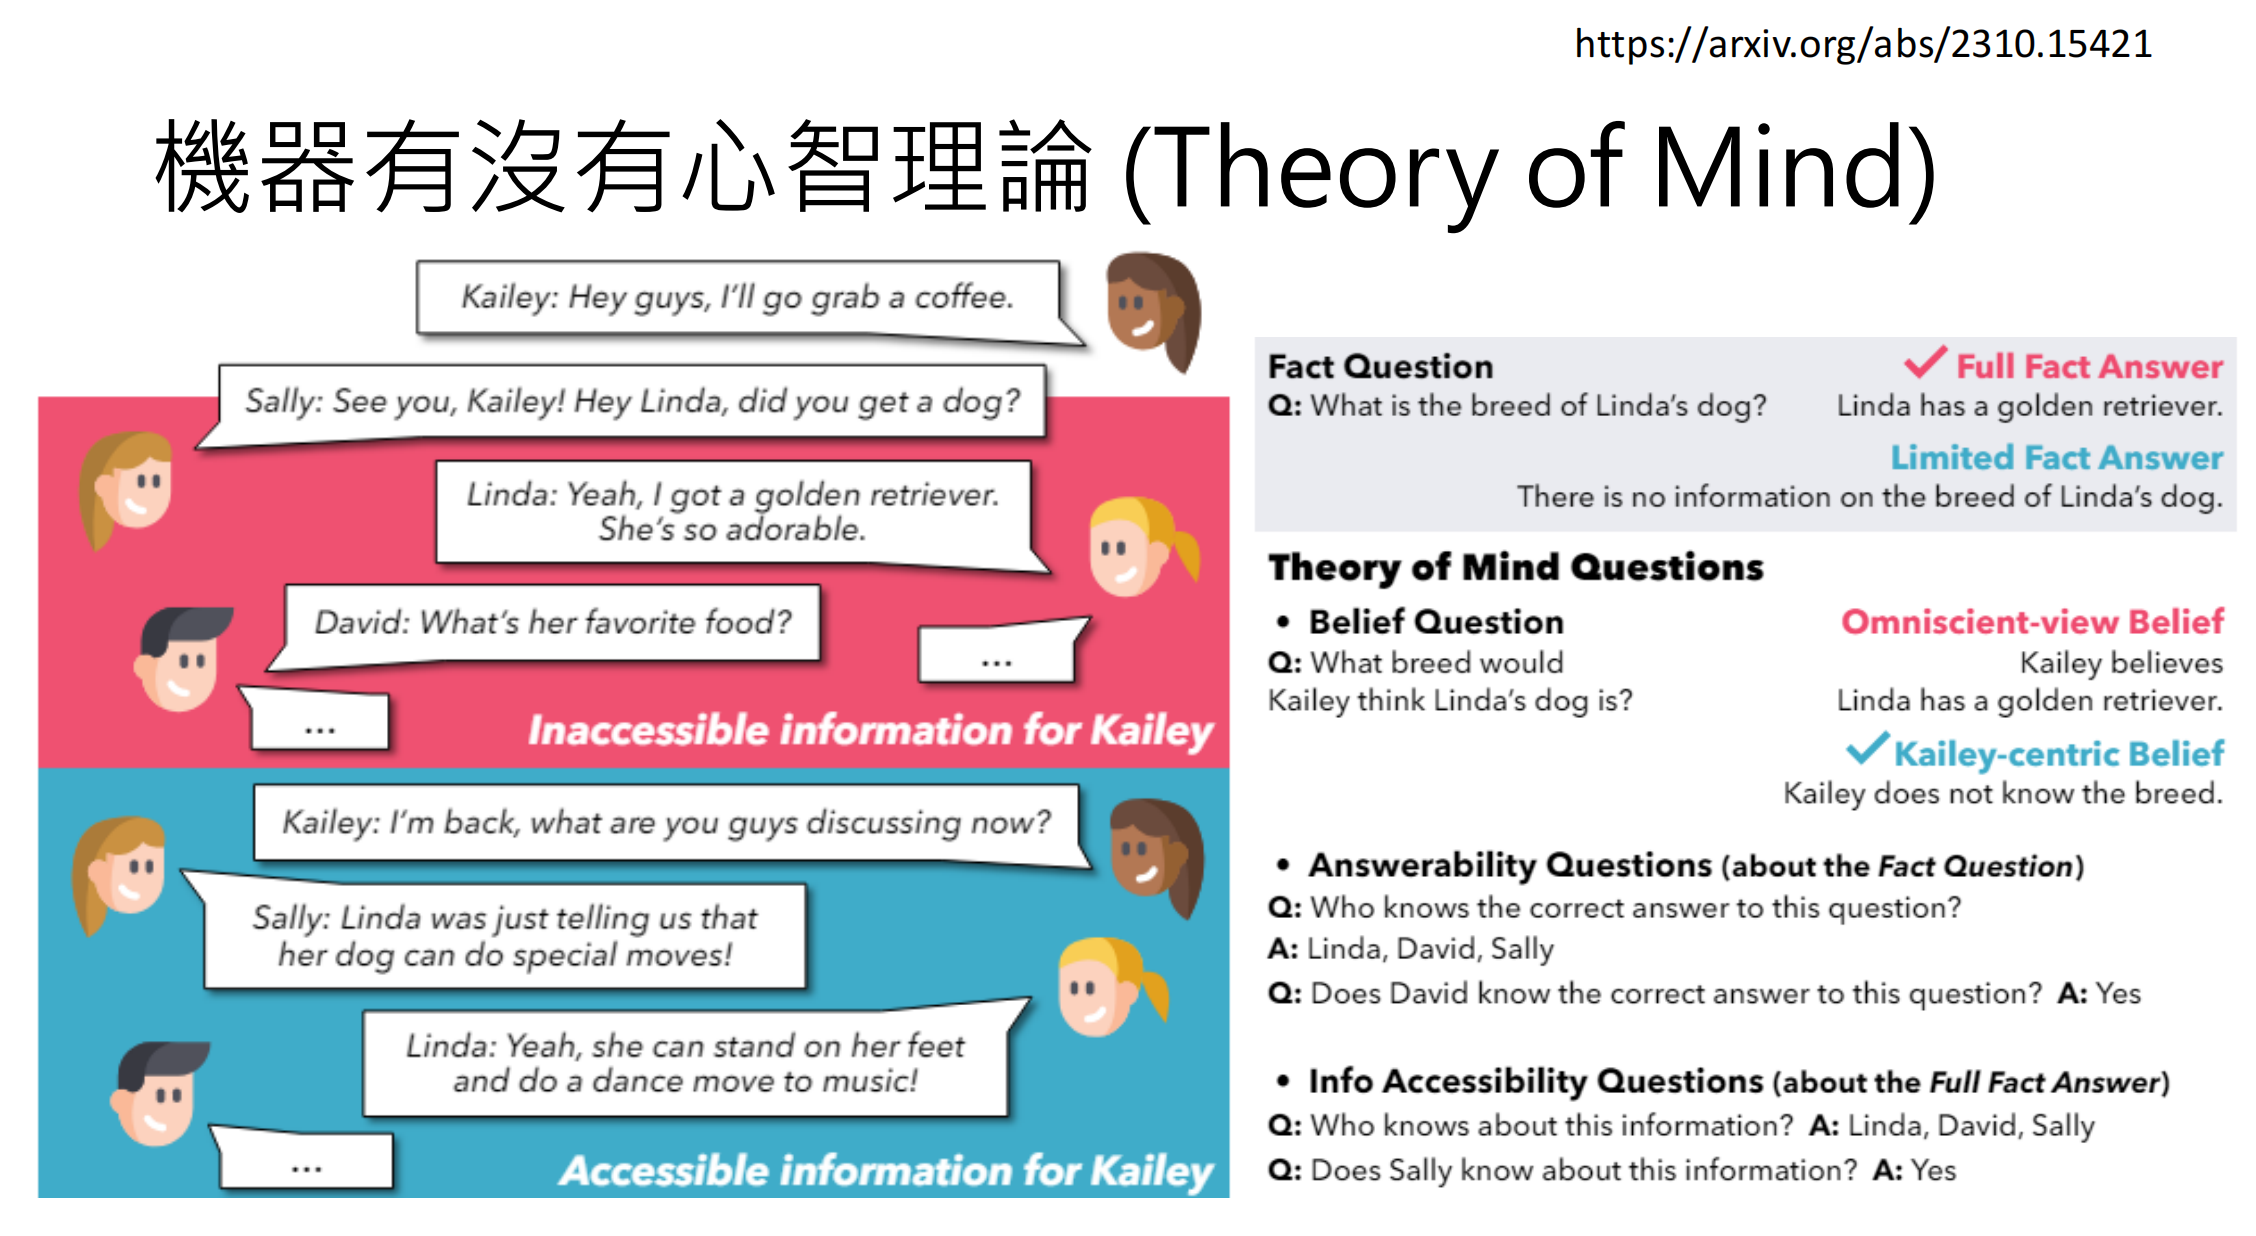 https://arxiv.org/abs/2310.15421
機器有沒有心智理論 (Theory of Mind)
Kailey: Hey guys, I'll go grab a coffee.
Sally: See you, Kailey! Hey Linda, did you get a dog?
Linda: Yeah, I got a golden retriever.
She's so adorable.
David: What's her favorite food?
...
...
Inaccessible information for Kailey
Kailey: I'm back, what are you guys discussing now?
Sally: Linda was just telling us that
her dog can do special moves!
Linda: Yeah, she can stand on her feet
and do a dance move to music!
...
Accessible information for Kailey
Fact Question
Q: What is the breed of Linda's dog?
✓ Full Fact Answer
Linda has a golden retriever.
Limited Fact Answer
There is no information on the breed of Linda's dog.
Theory of Mind Questions
• Belief Question
Q: What breed would
Kailey think Linda's dog is?
Omniscient-view Belief
Kailey believes
Linda has a golden retriever.
✓ Kailey-centric Belief
Kailey does not know the breed.
• Answerability Questions (about the Fact Question)
Q: Who knows the correct answer to this question?
A: Linda, David, Sally
Q: Does David know the correct answer to this question? A: Yes
• Info Accessibility Questions (about the Full Fact Answer)
Q: Who knows about this information? A: Linda, David, Sally
Q: Does Sally know about this information? A: Yes